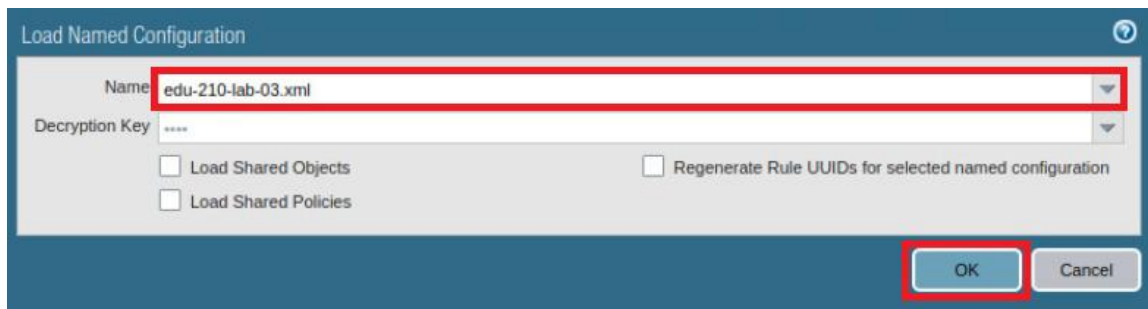 Load Named Configuration
Name edu-210-lab-03.xml
Decryption Key ****
Load Shared Objects Regenerate Rule UUIDs for selected named configuration
Load Shared Policies
OK Cancel